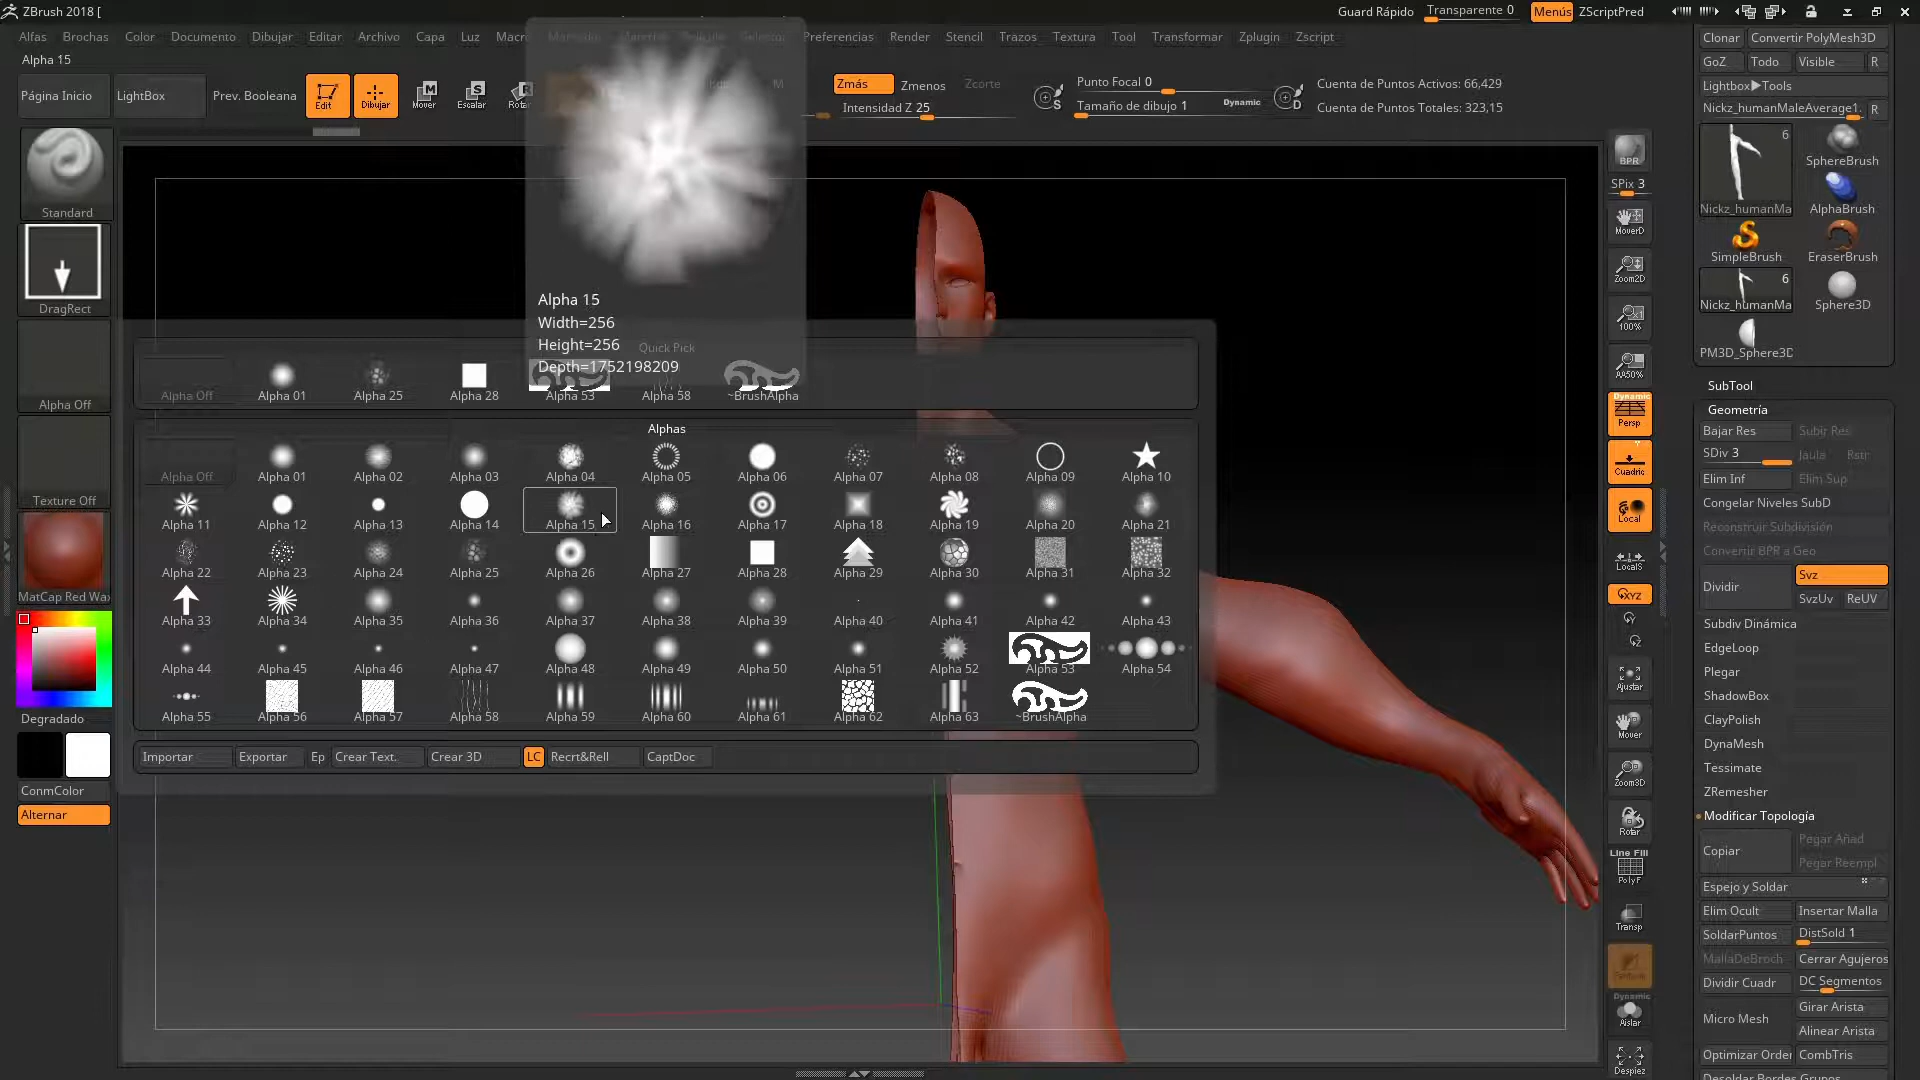 ZBrush 2018 [
Guard Rápido
Transparente 0
Menús
ZScriptPred
Alfas Brochas Color Documento Dibujar Editar Archivo Capa Luz Macro
Preferencias Render Stencil Trazos Textura Tool Transformar Zplugin Zscript
Alpha 15
Página Inicio
LightBox
Prev. Booleana
Edit
Dibujar
Mover
Escalar
Rotar
M
Zmás
Zmenos
Zcorte
Intensidad Z 25
S
Punto Focal 0
Tamaño de dibujo 1
Dynamic
D
Cuenta de Puntos Activos: 66,429
Cuenta de Puntos Totales: 323,15
Standard
DragRect
Alpha Off
Texture Off
MatCap Red Wa
Degradado
ConmColor
Alternar
Alpha 15
Width=256
Height=256
Depth=1752198209
Quick Pick
Alpha Off Alpha 01 Alpha 25 Alpha 28 Alpha 53 Alpha 58 ~BrushAlpha
Alphas
Alpha Off Alpha 01 Alpha 02 Alpha 03 Alpha 04 Alpha 05 Alpha 06 Alpha 07 Alpha 08 Alpha 09 Alpha 10
Alpha 11 Alpha 12 Alpha 13 Alpha 14 Alpha 15 Alpha 16 Alpha 17 Alpha 18 Alpha 19 Alpha 20 Alpha 21
Alpha 22 Alpha 23 Alpha 24 Alpha 25 Alpha 26 Alpha 27 Alpha 28 Alpha 29 Alpha 30 Alpha 31 Alpha 32
Alpha 33 Alpha 34 Alpha 35 Alpha 36 Alpha 37 Alpha 38 Alpha 39 Alpha 40 Alpha 41 Alpha 42 Alpha 43
Alpha 44 Alpha 45 Alpha 46 Alpha 47 Alpha 48 Alpha 49 Alpha 50 Alpha 51 Alpha 52 Alpha 53 Alpha 54
Alpha 55 Alpha 56 Alpha 57 Alpha 58 Alpha 59 Alpha 60 Alpha 61 Alpha 62 Alpha 63 ~BrushAlpha
Importar Exportar Ep Crear Text. Crear 3D LC Recrt&Rell CaptDoc
BPR
SPix 3
MoverD
Zoom2D
100%
AA50%
Dynamic
Persp
Cuadríc
Local
LocalS
XYZ
Ajustar
Mover
Zoom3D
Rotar
Line Fill
PolyF
Transp
Dynamic
Aislar
Despiez
Clonar Convertir PolyMesh3D
GoZ Todo Visible R
Lightbox▶Tools
Nickz_humanMaleAverage1. R
6
Nickz_humanMa
SphereBrush
AlphaBrush
SimpleBrush
EraserBrush
6
Nickz_humanMa
Sphere3D
PM3D_Sphere3D
SubTool
Geometría
Bajar Res Subir Res
SDiv 3 Jaula Rstr
Elim Inf Elim Sup
Congelar Niveles SubD
Reconstruir Subdivisión
Convertir BPR a Geo
Dividir
Svz
SvzUv ReUV
Subdiv Dinámica
EdgeLoop
Plegar
ShadowBox
ClayPolish
DynaMesh
Tessimate
ZRemesher
Modificar Topología
Copiar
Pegar Añad
Pegar Reempl
Espejo y Soldar
Elim Ocult Insertar Malla
SoldarPuntos DistSold 1
MallaDeBroch Cerrar Agujeros
Dividir Cuadr DC Segmentos
Micro Mesh
Girar Arista
Alinear Arista
Optimizar Order CombTris
Desoldar Bordes Grupos